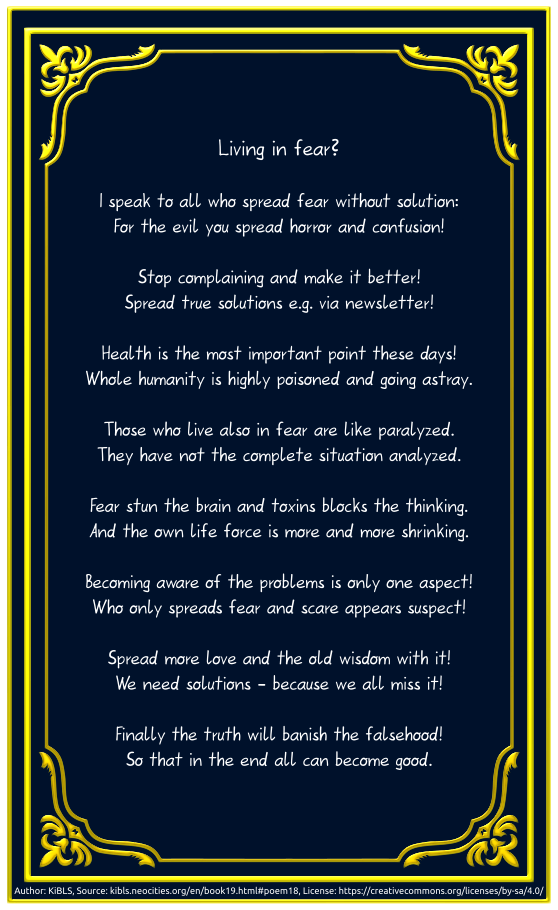 Living in fear?
I speak to all who spread fear without solution:
For the evil you spread horror and confusion!
Stop complaining and make it better!
Spread true solutions e.g. via newsletter!
Health is the most important point these days!
Whole humanity is highly poisoned and going astray.
Those who live also in fear are like paralyzed.
They have not the complete situation analyzed.
Fear stun the brain and toxins blocks the thinking.
And the own life force is more and more shrinking.
Becoming aware of the problems is only one aspect!
Who only spreads fear and scare appears suspect!
Spread more love and the old wisdom with it!
We need solutions - because we all miss it!
Finally the truth will banish the falsehood!
So that in the end all can become good.
Author: KiBLS, Source: kibls.neocities.org/en/book19.html#poem18, License: https://creativecommons.org/licenses/by-sa/4.0/